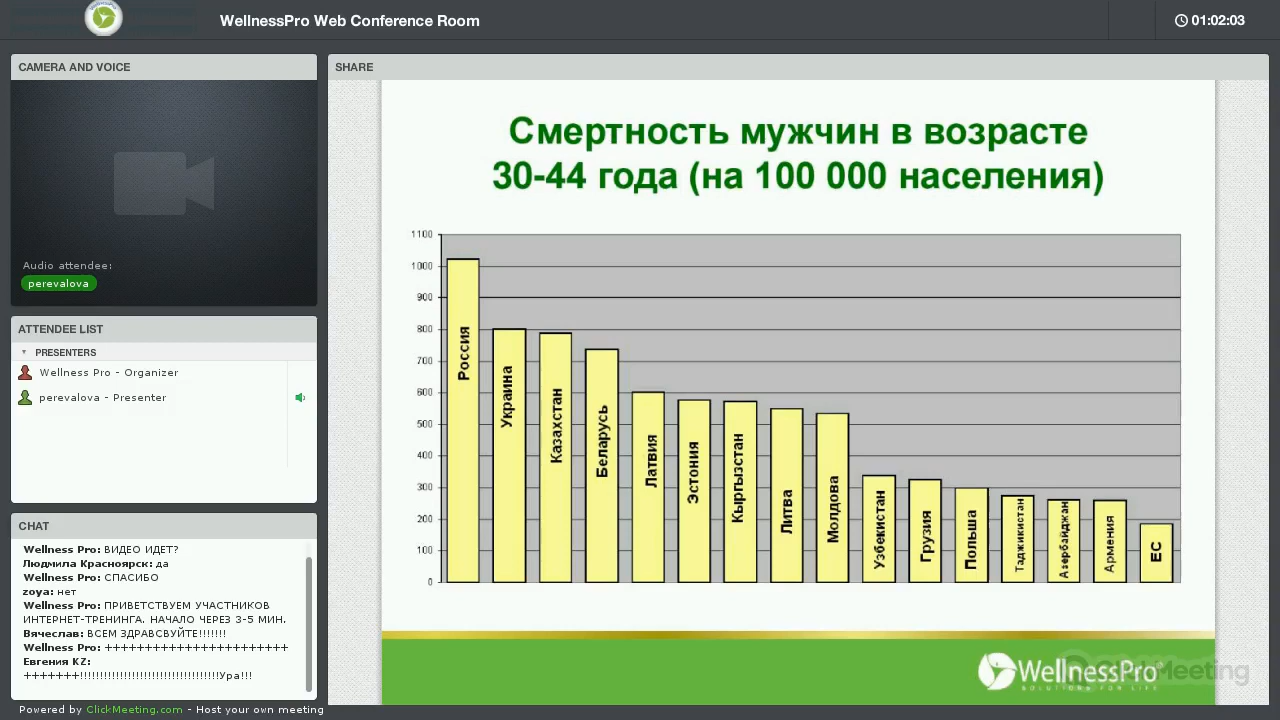 WellnessPro Web Conference Room
01:02:03
CAMERA AND VOICE
Audio attendee:
perevalova
ATTENDEE LIST
PRESENTERS
Wellness Pro - Organizer
perevalova - Presenter
CHAT
Wellness Pro: ВИДЕО ИДЕТ?
Людмила Красноярск: да
Wellness Pro: СПАСИБО
zoya: нет
Wellness Pro: ПРИВЕТСТВУЕМ УЧАСТНИКОВ
ИНТЕРНЕТ-ТРЕНИНГА. НАЧАЛО ЧЕРЕЗ 3-5 МИН.
Вячеслав: ВСЕМ ЗДРАВСВУЙТЕ!!!!!!!
Wellness Pro:
Евгения KZ:
Powered by ClickMeeting.com - Host your own meeting
SHARE
Смертность мужчин в возрасте
30-44 года (на 100 000 населения)
1100
1000
900
800
700
600
500
400
300
200
100
0
Россия
Украина
Казахстан
Беларусь
Латвия
Эстония
Кыргызстан
Литва
Молдова
Узбекистан
Грузия
Польша
Таджикистан
Азербайджан
Армения
ЕС
WellnessPro
SOLUTIONS FOR LIFE
Meeting